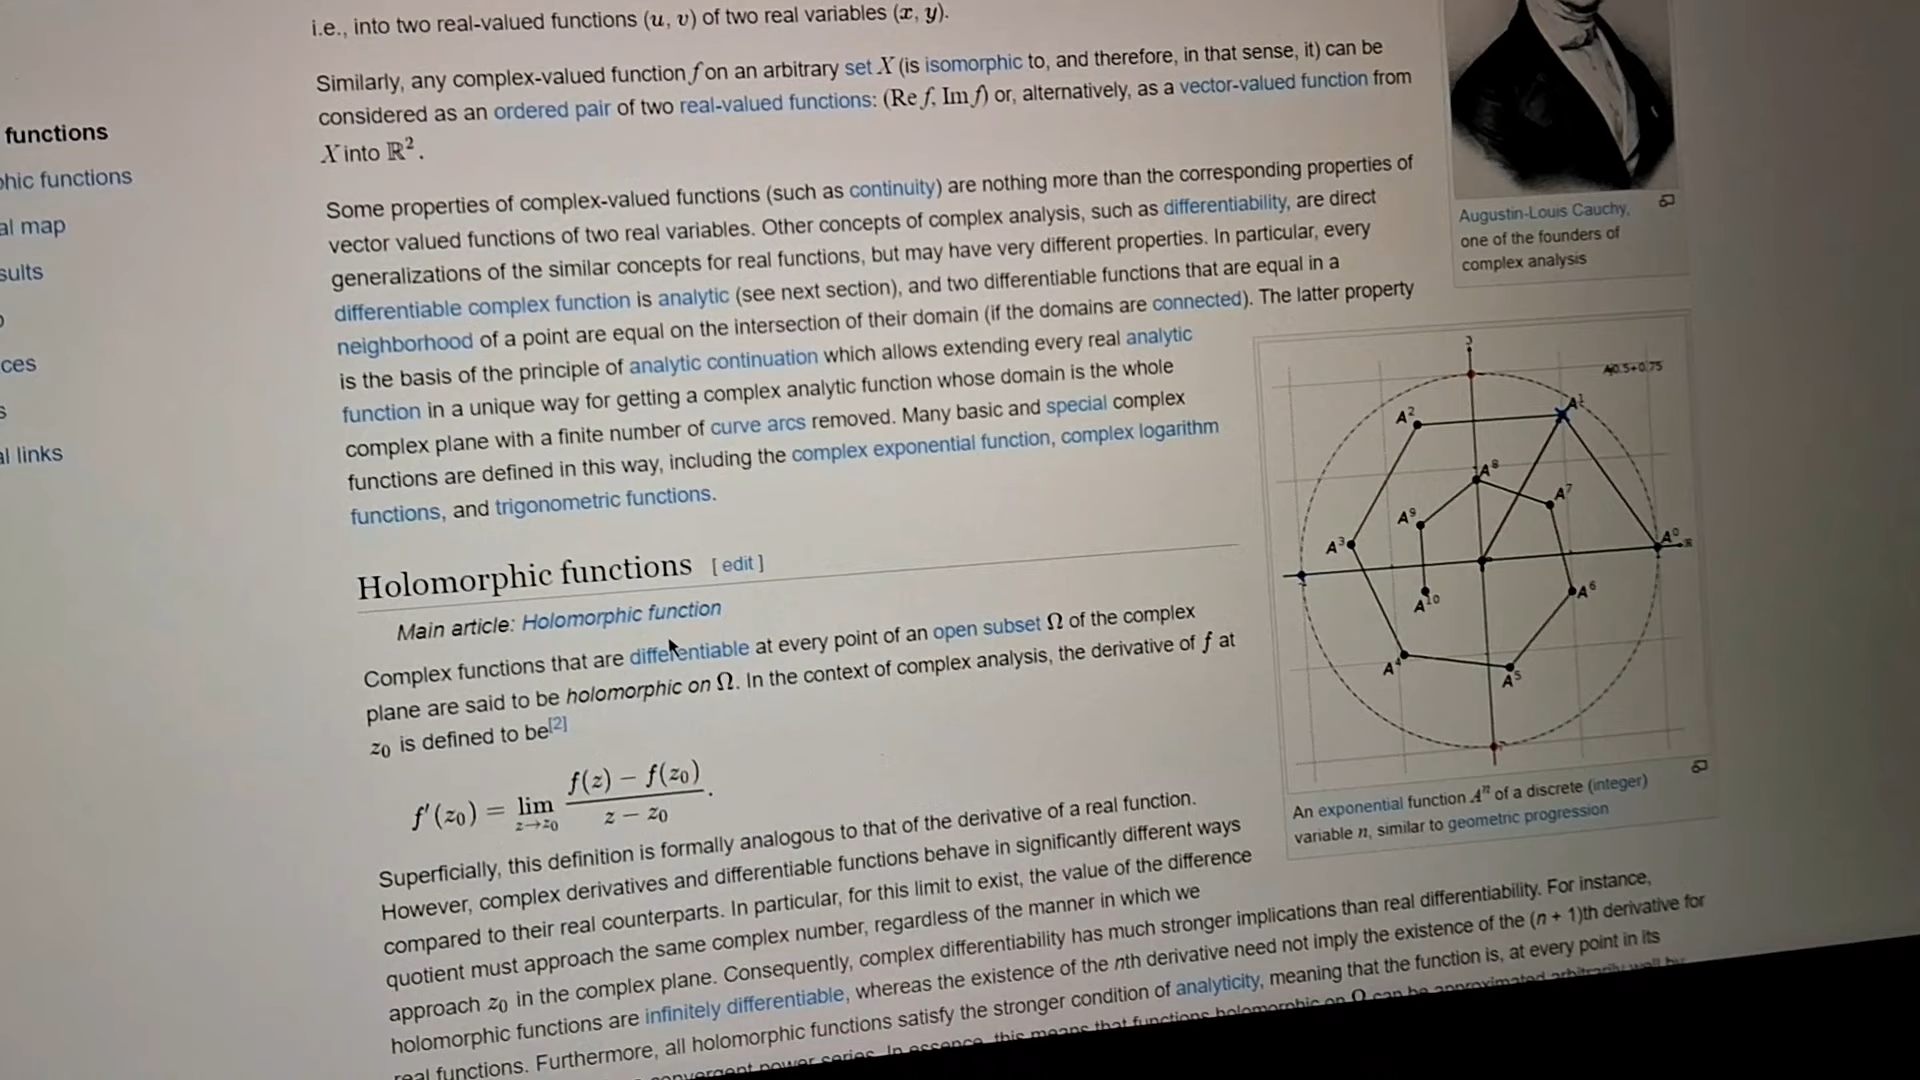 i.e., into two real-valued functions (u, v) of two real variables (x, y).
Similarly, any complex-valued function f on an arbitrary set X (is isomorphic to, and therefore, in that sense, it) can be
considered as an ordered pair of two real-valued functions: (Re f, Im f) or, alternatively, as a vector-valued function from
X into ℝ².
Some properties of complex-valued functions (such as continuity) are nothing more than the corresponding properties of
vector valued functions of two real variables. Other concepts of complex analysis, such as differentiability, are direct
generalizations of the similar concepts for real functions, but may have very different properties. In particular, every
differentiable complex function is analytic (see next section), and two differentiable functions that are equal in a
neighborhood of a point are equal on the intersection of their domain (if the domains are connected). The latter property
is the basis of the principle of analytic continuation which allows extending every real analytic
function in a unique way for getting a complex analytic function whose domain is the whole
complex plane with a finite number of curve arcs removed. Many basic and special complex
functions are defined in this way, including the complex exponential function, complex logarithm
functions, and trigonometric functions.
Holomorphic functions [ edit ]
Main article: Holomorphic function
Complex functions that are differentiable at every point of an open subset Ω of the complex
plane are said to be holomorphic on Ω. In the context of complex analysis, the derivative of f at
z₀ is defined to be[2]
f′(z₀) = lim z→z₀ f(z) − f(z₀) / z − z₀ .
Superficially, this definition is formally analogous to that of the derivative of a real function.
However, complex derivatives and differentiable functions behave in significantly different ways
compared to their real counterparts. In particular, for this limit to exist, the value of the difference
quotient must approach the same complex number, regardless of the manner in which we
approach z₀ in the complex plane. Consequently, complex differentiability has much stronger implications than real differentiability. For instance,
holomorphic functions are infinitely differentiable, whereas the existence of the nth derivative need not imply the existence of the (n + 1)th derivative for
real functions. Furthermore, all holomorphic functions satisfy the stronger condition of analyticity, meaning that the function is, at every point in its
convergent power series. In essence, this means that functions holomorphic on Ω can be approximated arbitrarily well by
functions
phic functions
al map
sults
ces
s
al links
Augustin-Louis Cauchy,
one of the founders of
complex analysis
A⁰
A¹
A²
A³
A⁴
A⁵
A⁶
A⁷
A⁸
A⁹
A¹⁰
An exponential function Aⁿ of a discrete (integer)
variable n, similar to geometric progression